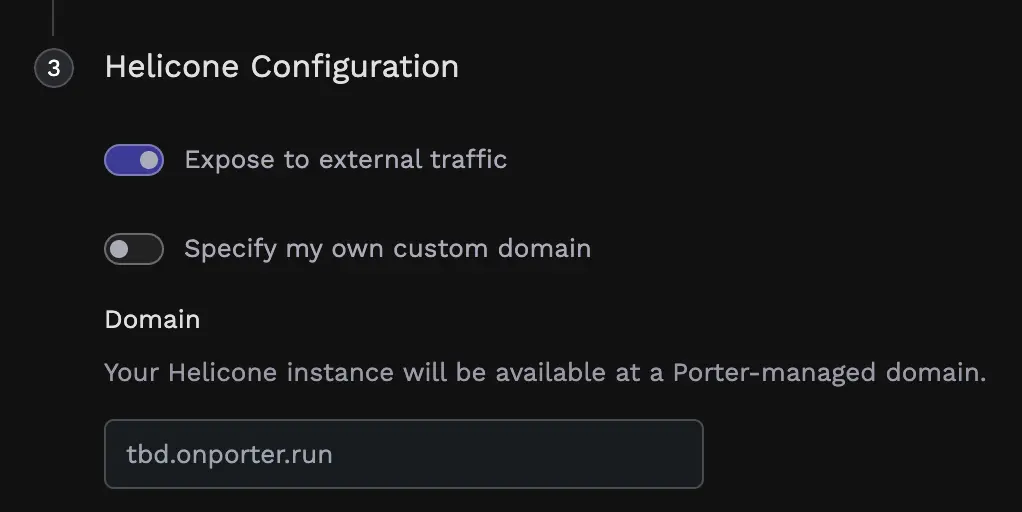 3
Helicone Configuration
Expose to external traffic
Specify my own custom domain
Domain
Your Helicone instance will be available at a Porter-managed domain.
tbd.onporter.run